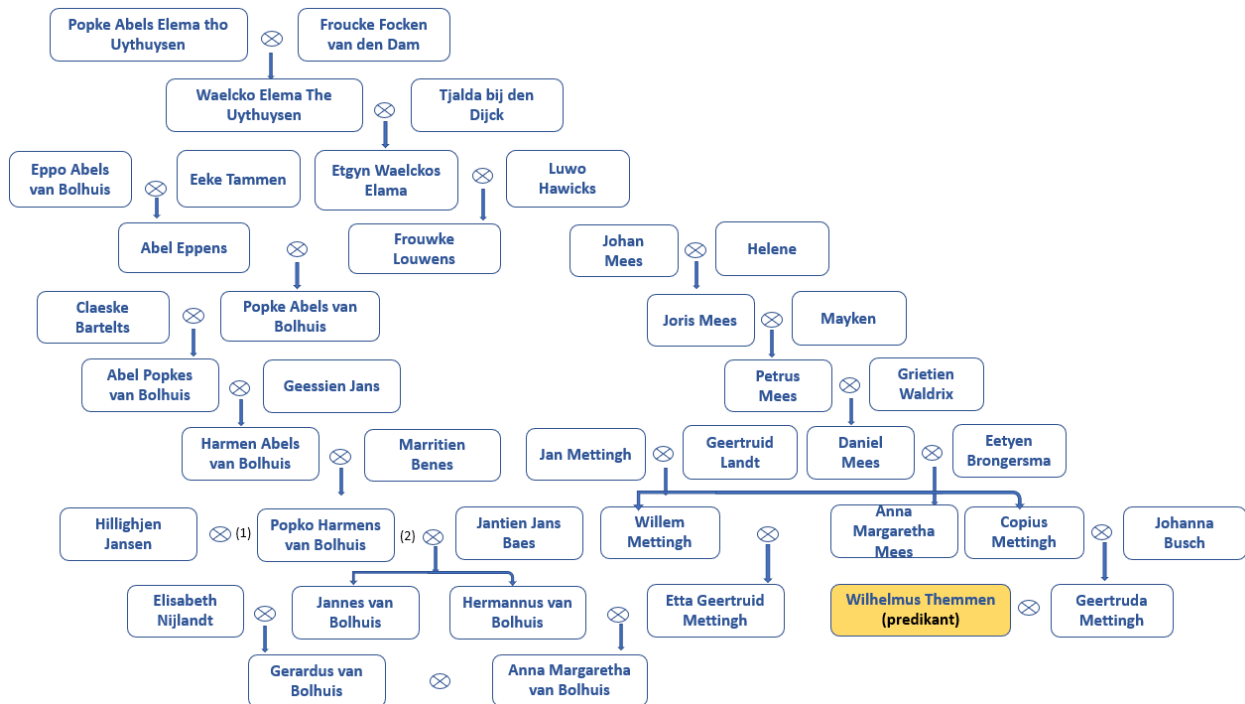 Popke Abels Elema tho
Uythuysen
Froucke Focken
van den Dam
Waelcko Elema The
Uythuysen
Tjalda bij den
Dijck
Eppo Abels
van Bolhuis
Eeke Tammen
Etgyn Waelckos
Elama
Luwo
Hawicks
Abel Eppens
Frouwke
Louwens
Johan
Mees
Helene
Claeske
Bartelts
Popke Abels van
Bolhuis
Joris Mees
Mayken
Abel Popkes
van Bolhuis
Geessien Jans
Petrus
Mees
Grietien
Waldrix
Harmen Abels
van Bolhuis
Marritien
Benes
Jan Mettingh
Geertruid
Landt
Daniel
Mees
Eetyen
Brongersma
Hillighjen
Jansen
(1)
Popko Harmens
van Bolhuis
(2)
Jantien Jans
Baes
Willem
Mettingh
Anna
Margaretha
Mees
Copius
Mettingh
Johanna
Busch
Elisabeth
Nijlandt
Jannes van
Bolhuis
Hermannus van
Bolhuis
Etta Geertruid
Mettingh
Wilhelmus Themmen
(predikant)
Geertruda
Mettingh
Gerardus van
Bolhuis
Anna Margaretha
van Bolhuis